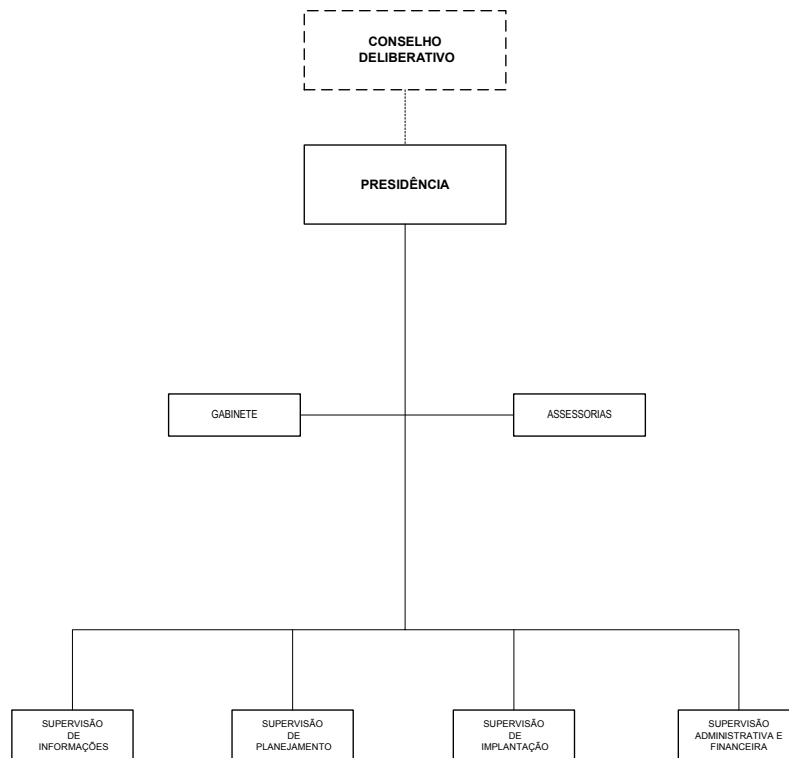 CONSELHO
DELIBERATIVO
PRESIDÊNCIA
GABINETE
ASSESSORIAS
SUPERVISÃO
DE
INFORMAÇÕES
SUPERVISÃO
DE
PLANEJAMENTO
SUPERVISÃO
DE
IMPLANTAÇÃO
SUPERVISÃO
ADMINISTRATIVA E
FINANCEIRA